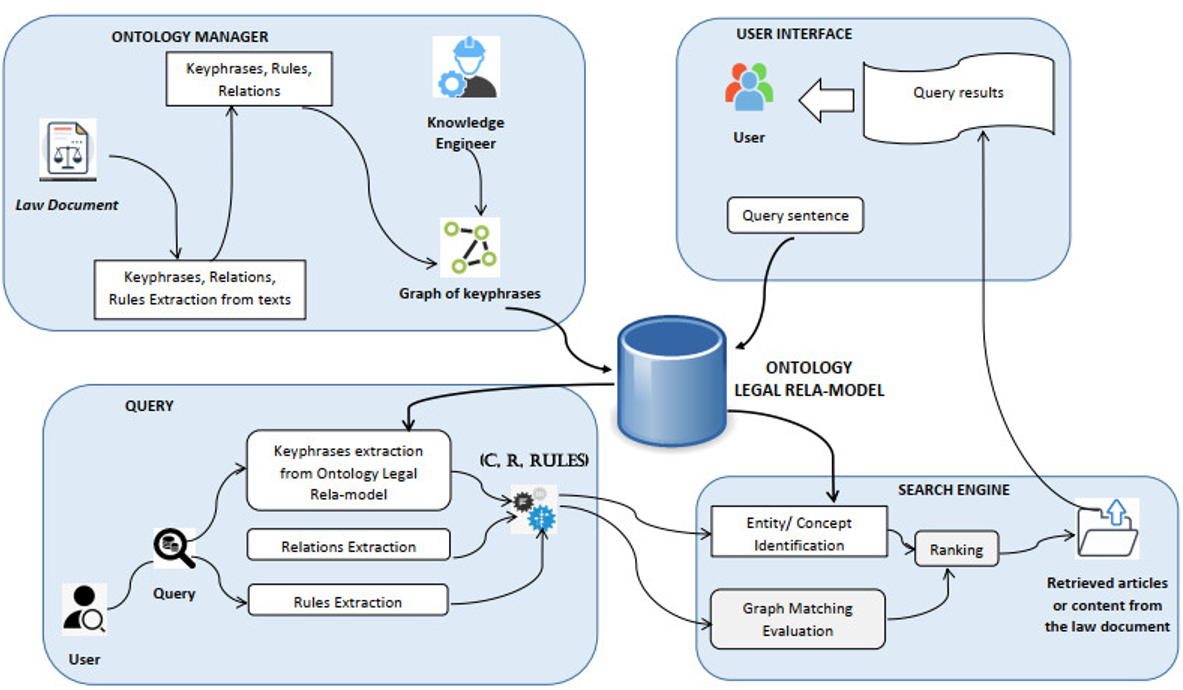 ONTOLOGY MANAGER
Keyphrases, Rules,
Relations
Knowledge
Engineer
Law Document
Keyphrases, Relations,
Rules Extraction from texts
Graph of keyphrases
USER INTERFACE
User
Query results
Query sentence
ONTOLOGY
LEGAL RELA-MODEL
QUERY
Keyphrases extraction
from Ontology Legal
Rela-model
(C, R, RULES)
Relations Extraction
Query
Rules Extraction
User
SEARCH ENGINE
Entity/ Concept
Identification
Ranking
Graph Matching
Evaluation
Retrieved articles
or content from
the law document